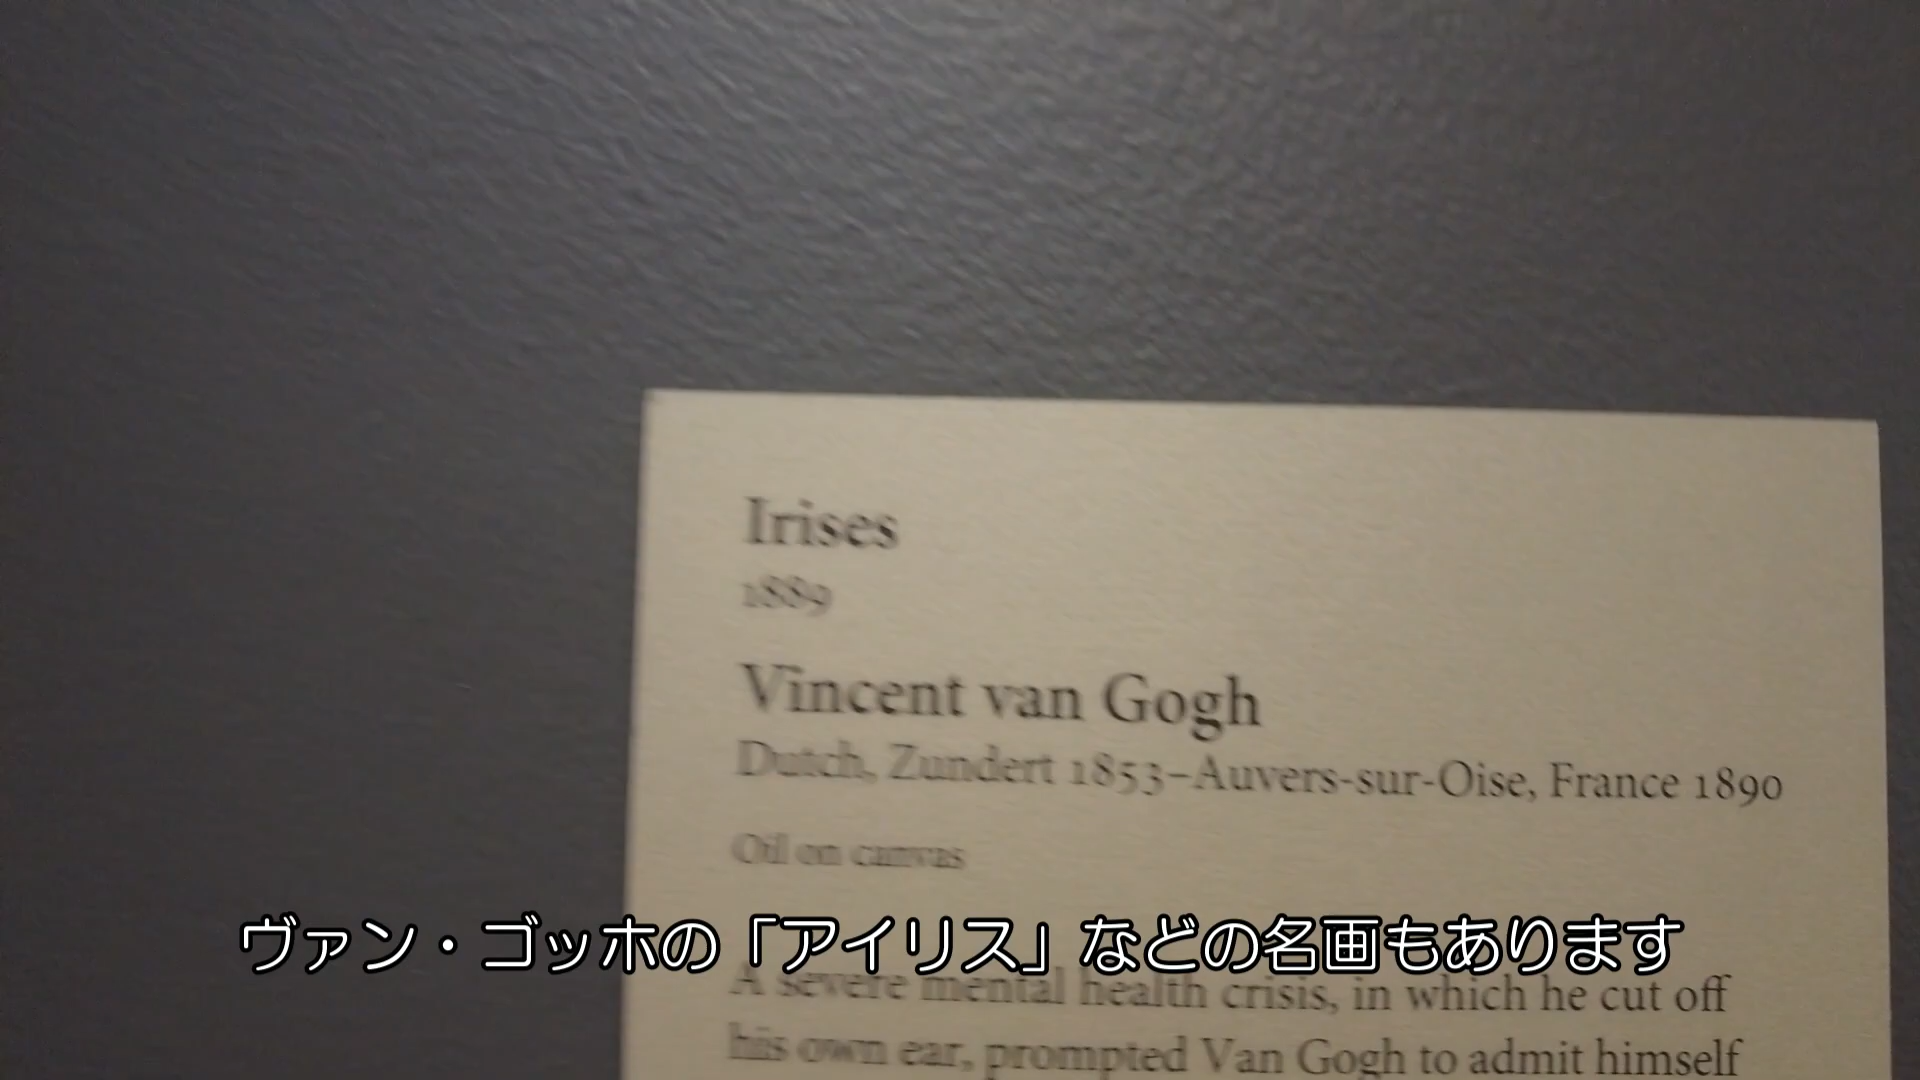 Irises
1889
Vincent van Gogh
Dutch, Zundert 1853–Auvers-sur-Oise, France 1890
Oil on canvas
ヴァン・ゴッホの「アイリス」などの名画もあります
A severe mental health crisis, in which he cut off
his own ear, prompted Van Gogh to admit himself